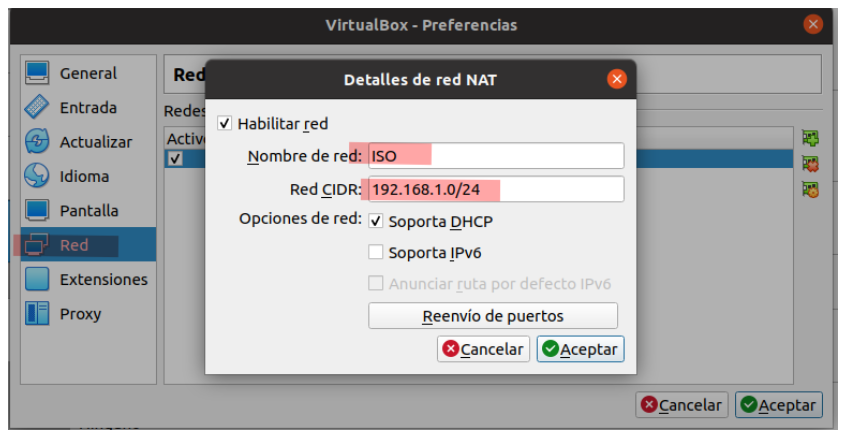 VirtualBox - Preferencias
General
Entrada
Actualizar
Idioma
Pantalla
Red
Extensiones
Proxy
Red
Redes
Activ
Detalles de red NAT
Habilitar red
Nombre de red: ISO
Red CIDR: 192.168.1.0/24
Opciones de red: Soporta DHCP
Soporta IPv6
Anunciar ruta por defecto IPv6
Reenvío de puertos
Cancelar Aceptar
Cancelar Aceptar